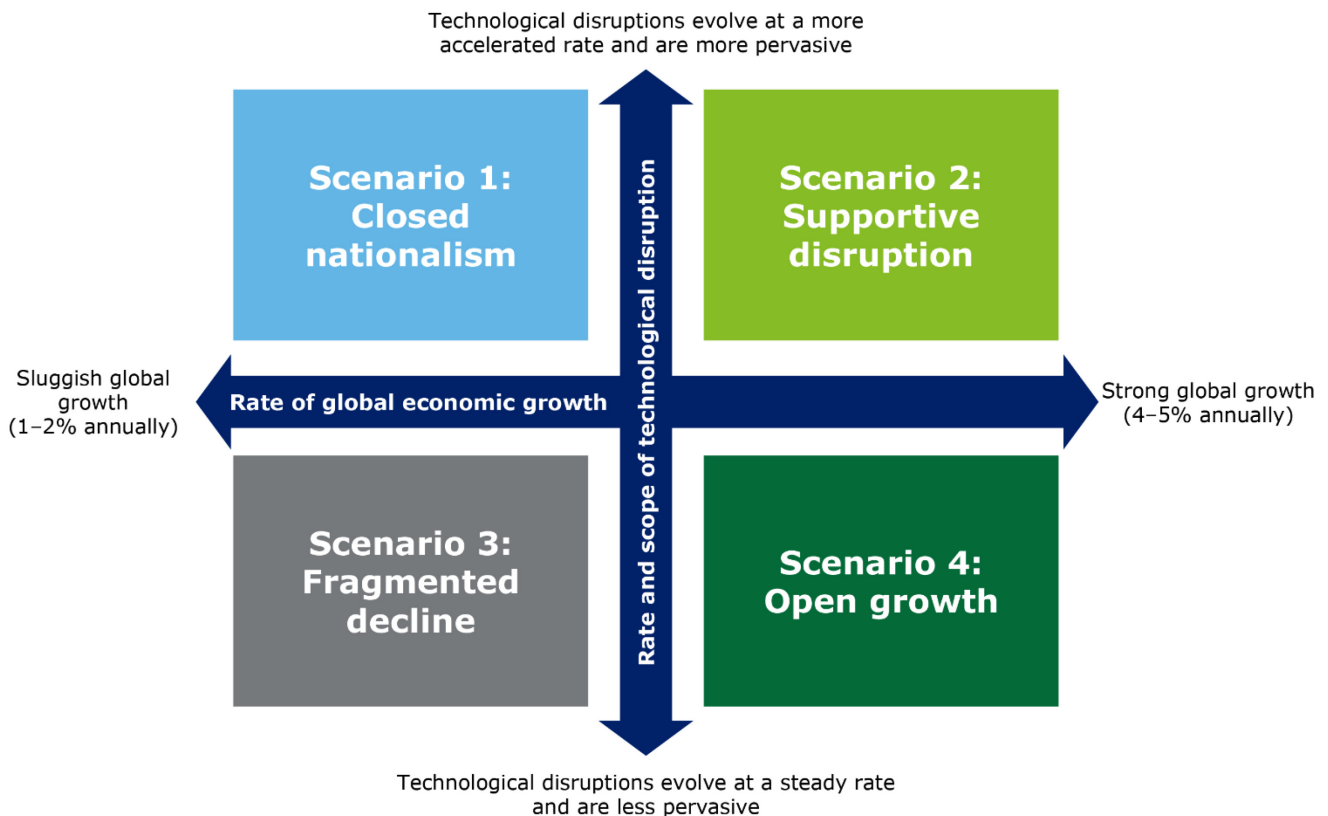 Technological disruptions evolve at a more
accelerated rate and are more pervasive
Scenario 1:
Closed
nationalism
Scenario 2:
Supportive
disruption
Rate and scope of technological disruption
Sluggish global
growth
(1–2% annually)
Rate of global economic growth
Strong global growth
(4–5% annually)
Scenario 3:
Fragmented
decline
Scenario 4:
Open growth
Technological disruptions evolve at a steady rate
and are less pervasive